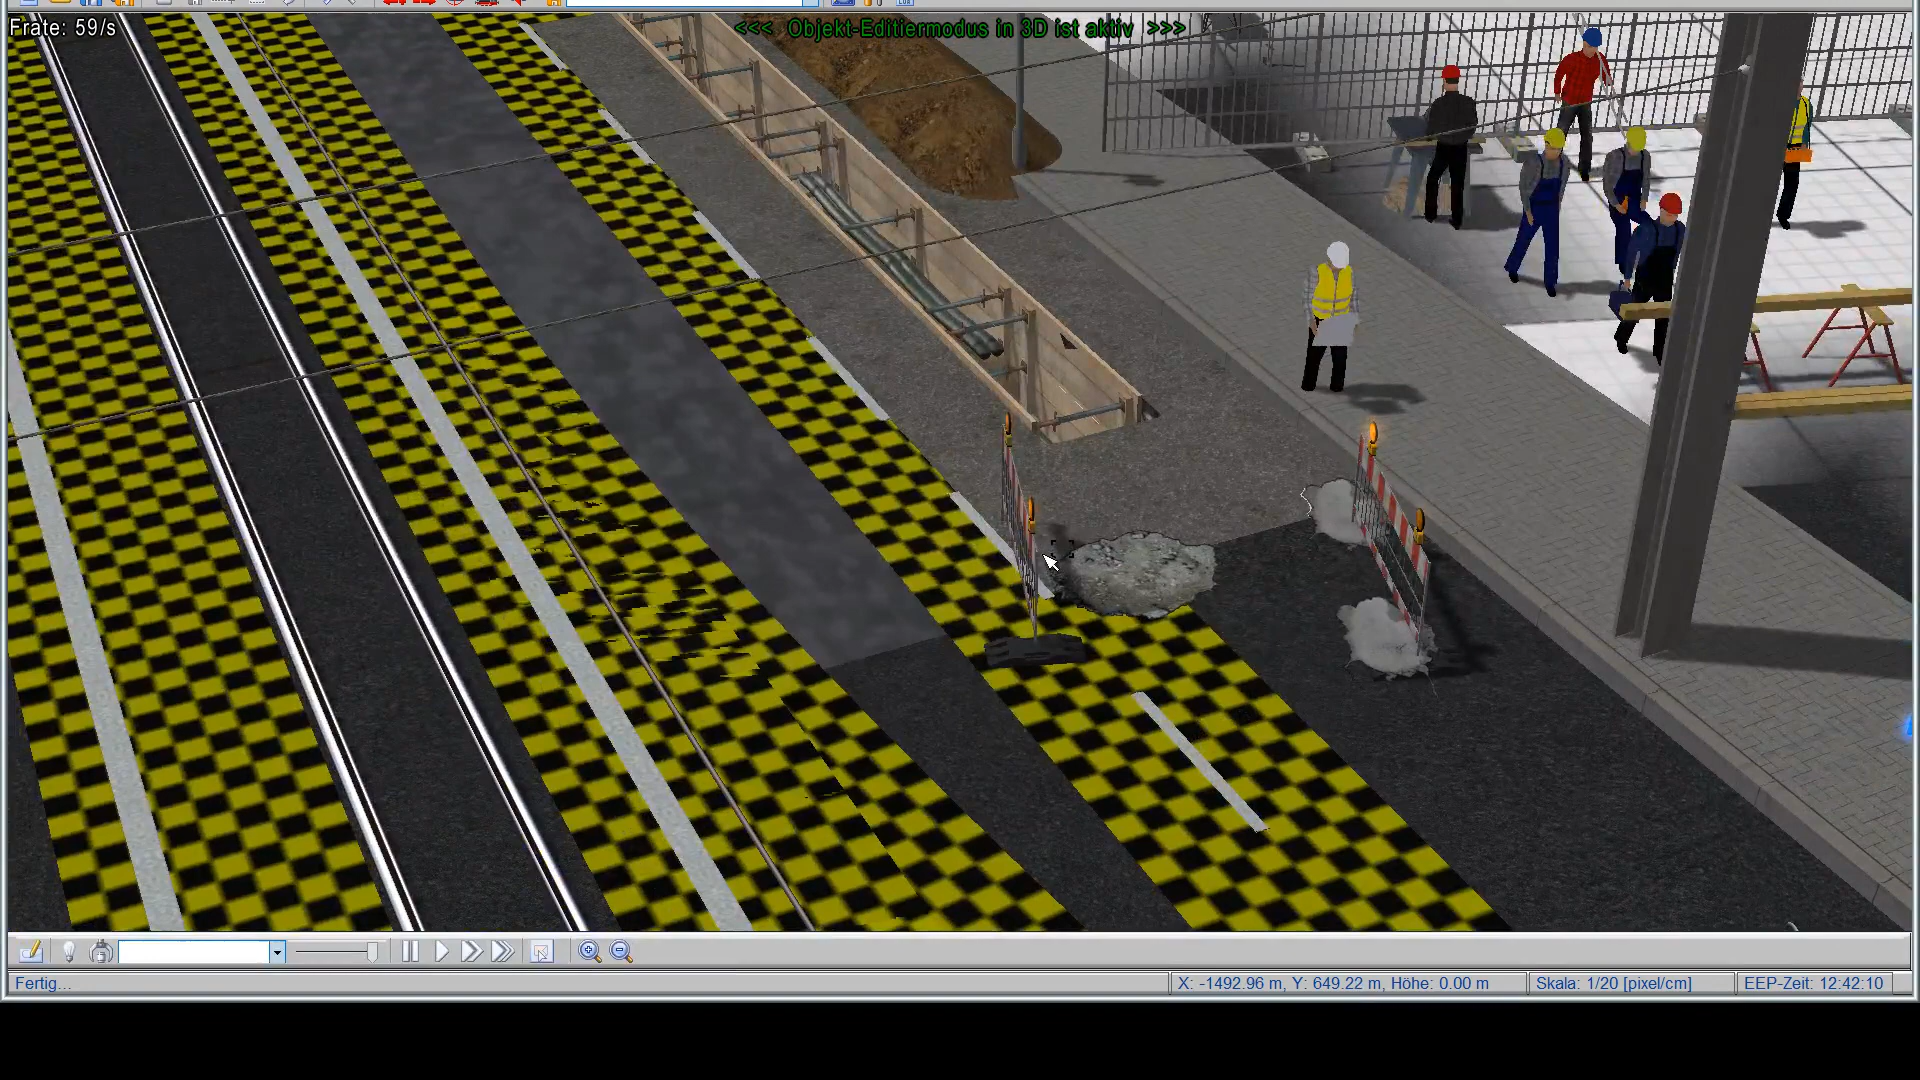 Frate: 59/s
<<< Objekt-Editiermodus in 3D ist aktiv >>>
Fertig...
X: -1492.96 m, Y: 649.22 m, Höhe: 0.00 m
Skala: 1/20 [pixel/cm]
EEP-Zeit: 12:42:10